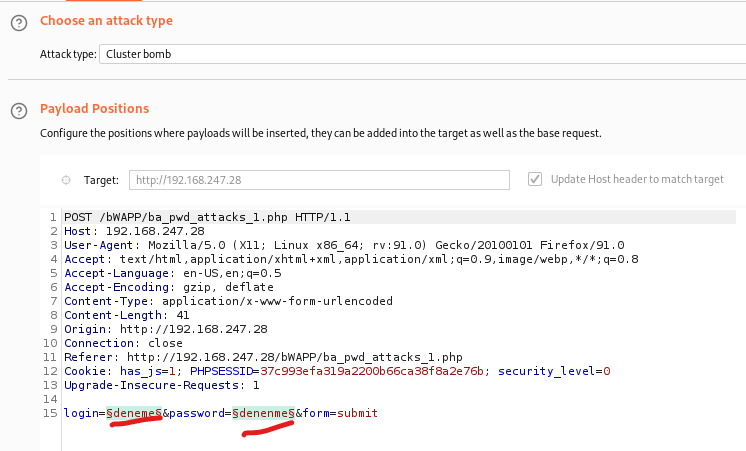 Choose an attack type
Attack type: Cluster bomb
Payload Positions
Configure the positions where payloads will be inserted, they can be added into the target as well as the base request.
Target: http://192.168.247.28 Update Host header to match target
1 POST /bWAPP/ba_pwd_attacks_1.php HTTP/1.1
2 Host: 192.168.247.28
3 User-Agent: Mozilla/5.0 (X11; Linux x86_64; rv:91.0) Gecko/20100101 Firefox/91.0
4 Accept: text/html,application/xhtml+xml,application/xml;q=0.9,image/webp,*/*;q=0.8
5 Accept-Language: en-US,en;q=0.5
6 Accept-Encoding: gzip, deflate
7 Content-Type: application/x-www-form-urlencoded
8 Content-Length: 41
9 Origin: http://192.168.247.28
10 Connection: close
11 Referer: http://192.168.247.28/bWAPP/ba_pwd_attacks_1.php
12 Cookie: has_js=1; PHPSESSID=37c993efa319a2200b66ca38f8a2e76b; security_level=0
13 Upgrade-Insecure-Requests: 1
14
15 login=§deneme§&password=§denenme§&form=submit